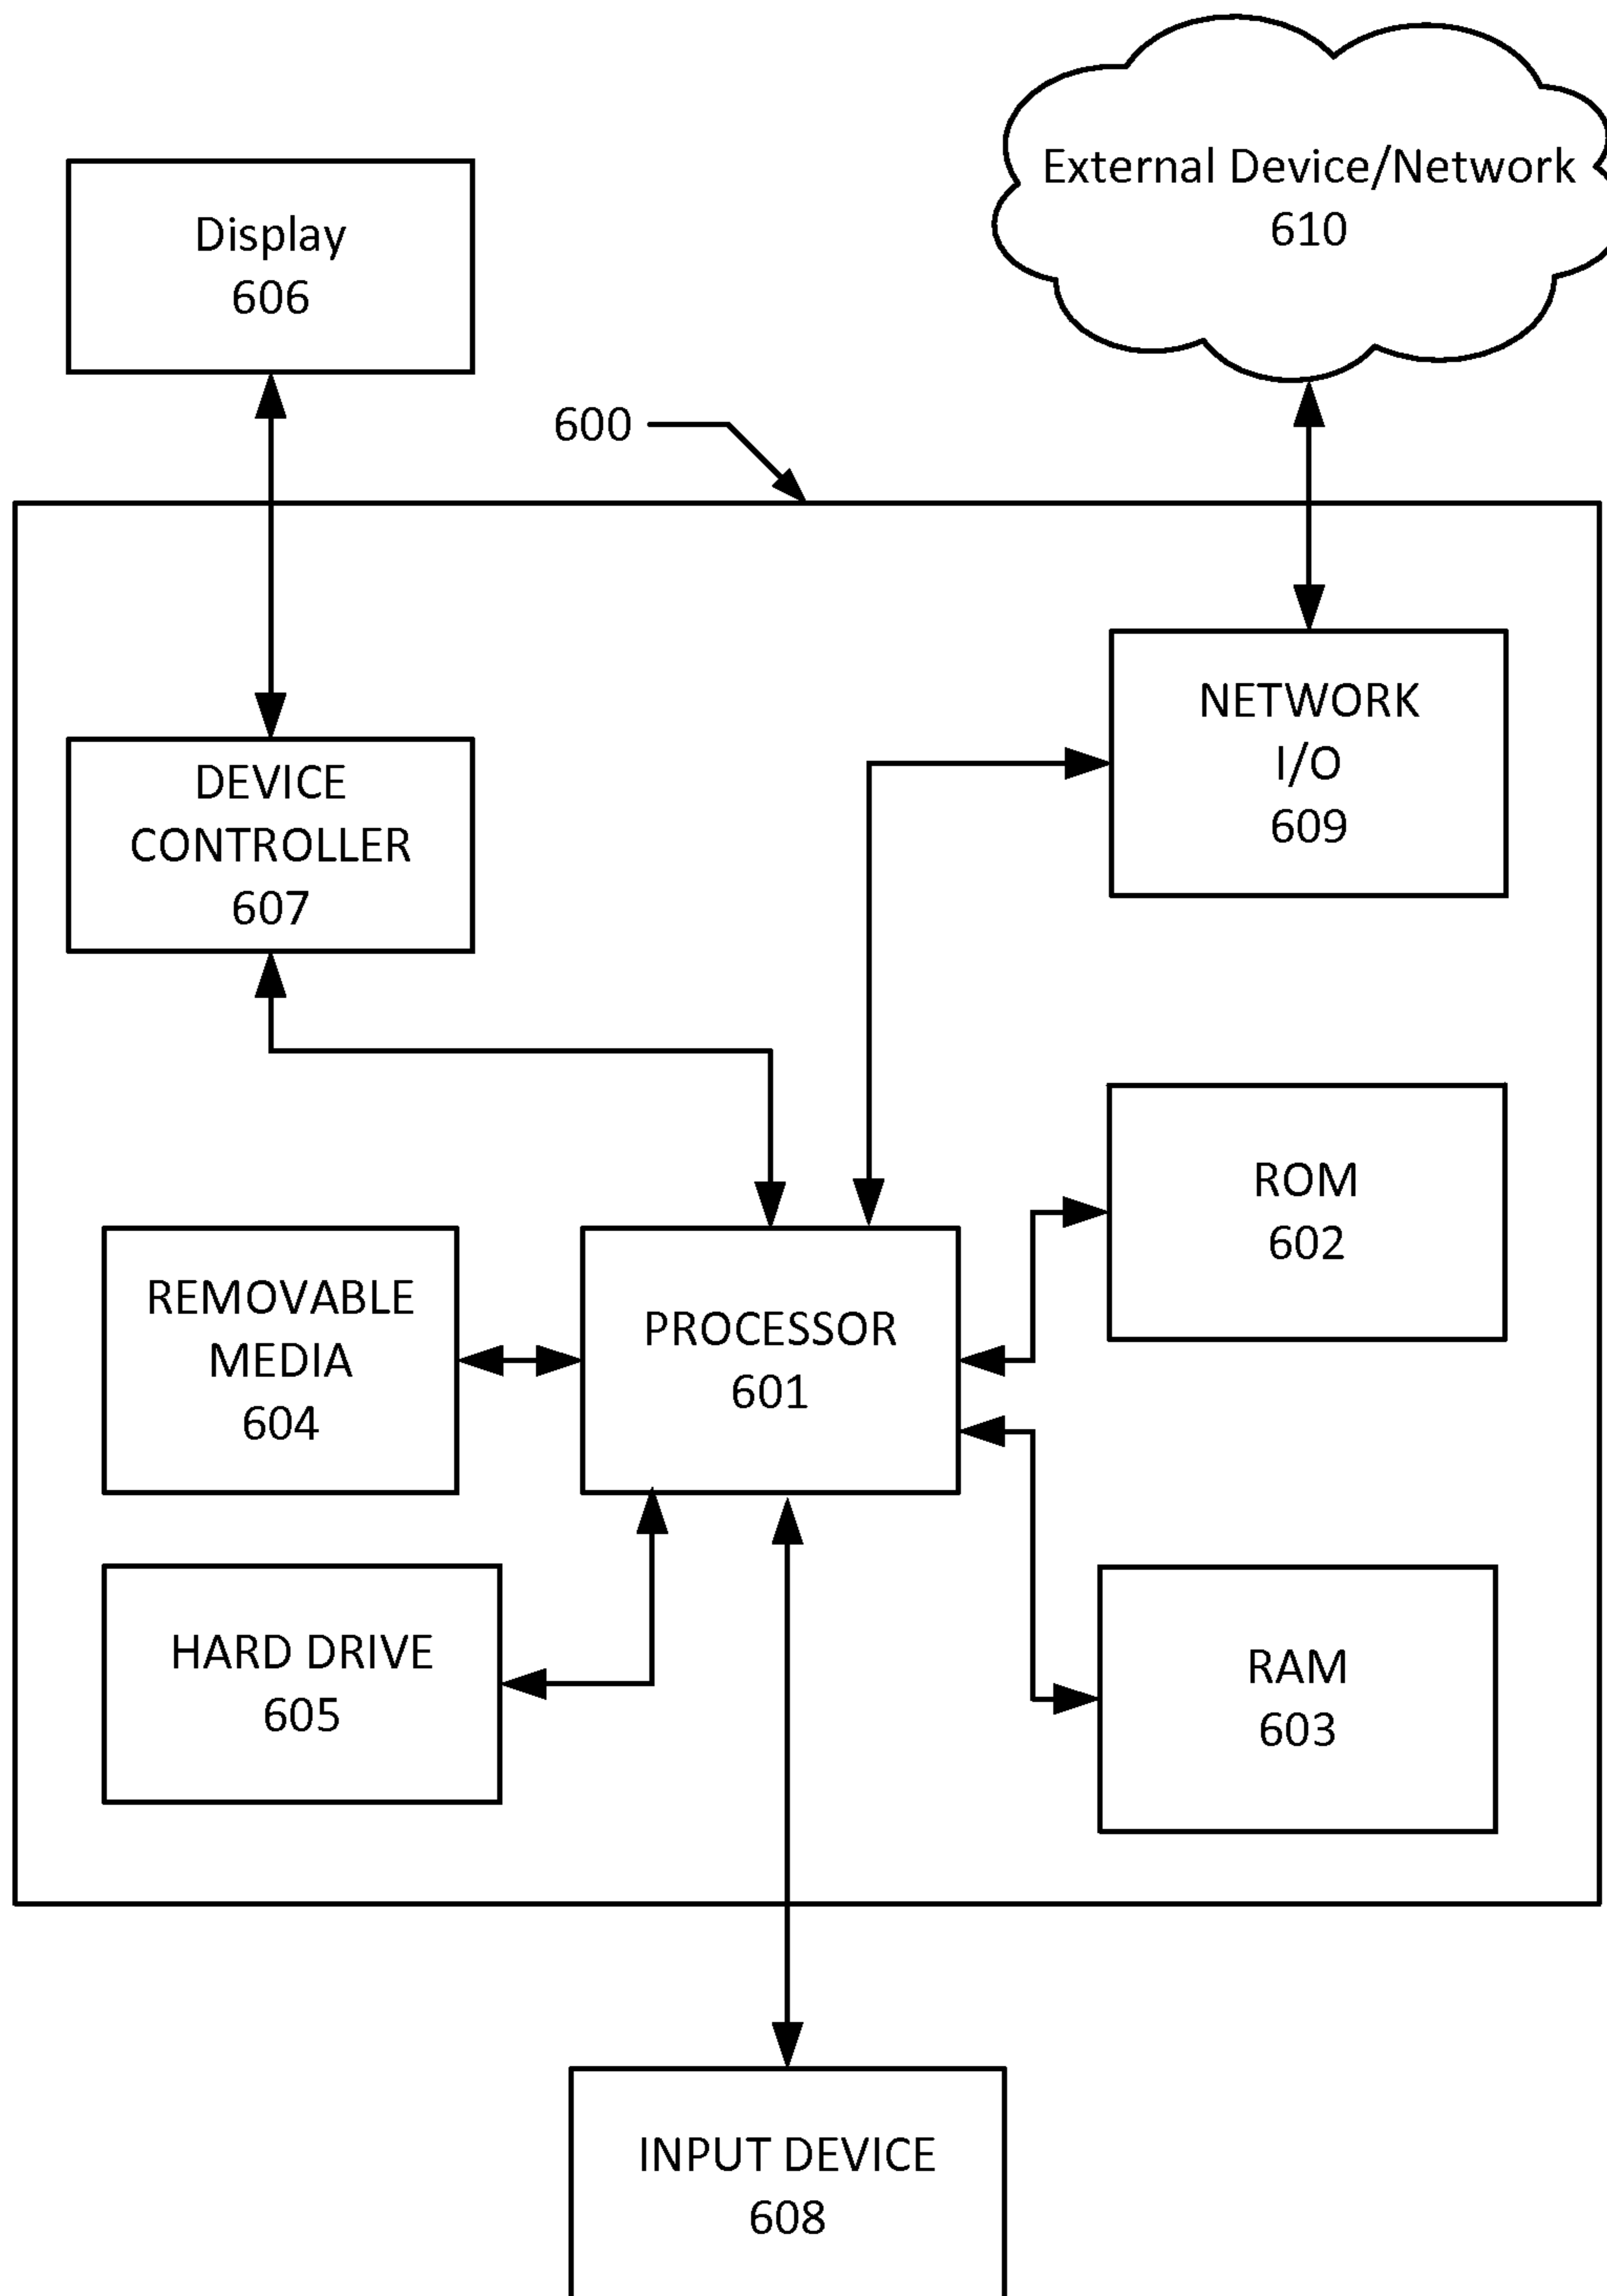 External Device/Network
610
Display
606
600
NETWORK
I/O
609
DEVICE
CONTROLLER
607
ROM
602
REMOVABLE
MEDIA
604
PROCESSOR
601
HARD DRIVE
605
RAM
603
INPUT DEVICE
608